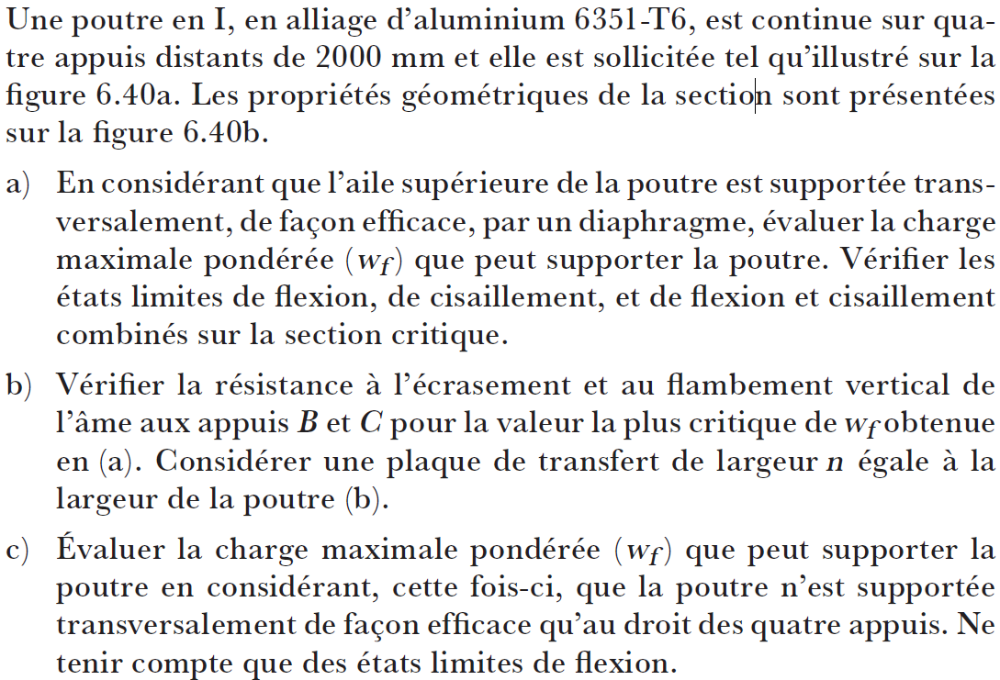 Une poutre en I, en alliage d'aluminium 6351-T6, est continue sur qua-
tre appuis distants de 2000 mm et elle est sollicitée tel qu'illustré sur la
figure 6.40a. Les propriétés géométriques de la section sont présentées
sur la figure 6.40b.
a) En considérant que l'aile supérieure de la poutre est supportée trans-
versalement, de façon efficace, par un diaphragme, évaluer la charge
maximale pondérée (wf) que peut supporter la poutre. Vérifier les
états limites de flexion, de cisaillement, et de flexion et cisaillement
combinés sur la section critique.
b) Vérifier la résistance à l'écrasement et au flambement vertical de
l'âme aux appuis B et C pour la valeur la plus critique de wf obtenue
en (a). Considérer une plaque de transfert de largeur n égale à la
largeur de la poutre (b).
c) Évaluer la charge maximale pondérée (wf) que peut supporter la
poutre en considérant, cette fois-ci, que la poutre n'est supportée
transversalement de façon efficace qu'au droit des quatre appuis. Ne
tenir compte que des états limites de flexion.